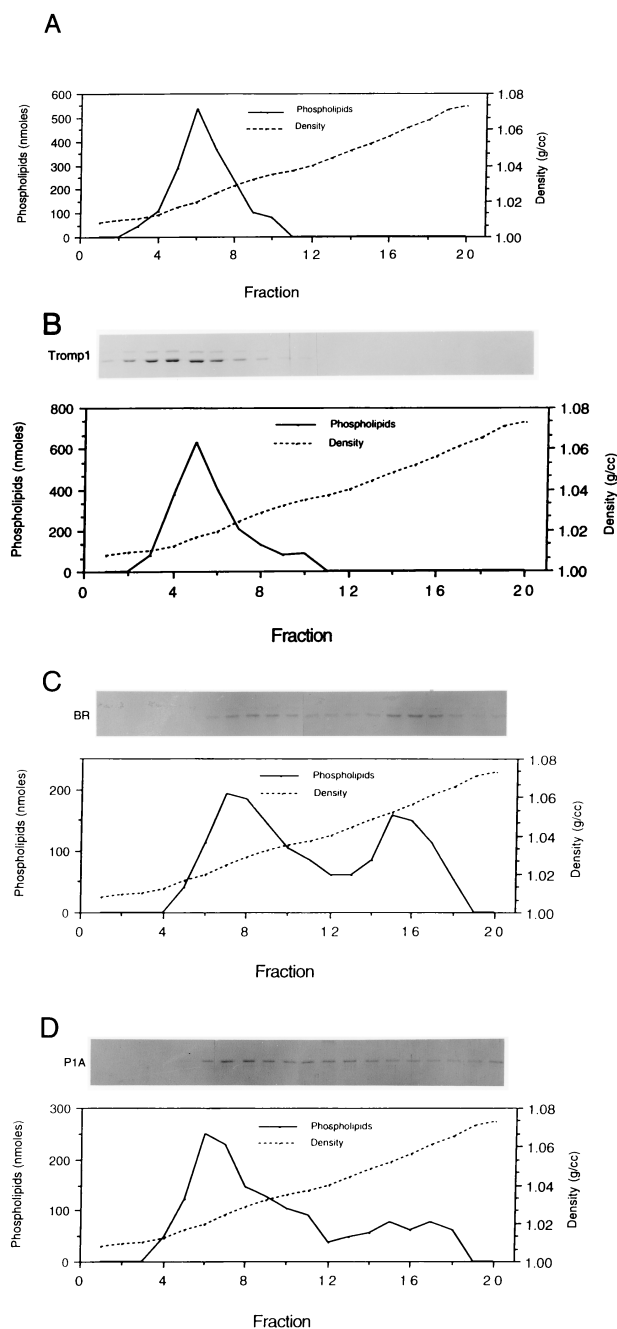 A
Phospholipids (nmoles)
600
500
400
300
200
100
0
Phospholipids
Density
1.08
1.06
1.04
1.02
1.00
Density (g/cc)
0 4 8 12 16 20
Fraction
B
Tromp1
Phospholipids (nmoles)
800
600
400
200
0
Phospholipids
Density
1.08
1.06
1.04
1.02
1.00
Density (g/cc)
0 4 8 12 16 20
Fraction
C
BR
Phospholipids (nmoles)
200
100
0
Phospholipids
Density
1.08
1.06
1.04
1.02
1.00
Density (g/cc)
0 4 8 12 16 20
Fraction
D
P1A
Phospholipids (nmoles)
300
200
100
0
Phospholipids
Density
1.08
1.06
1.04
1.02
1.00
Density (g/cc)
0 4 8 12 16 20
Fraction